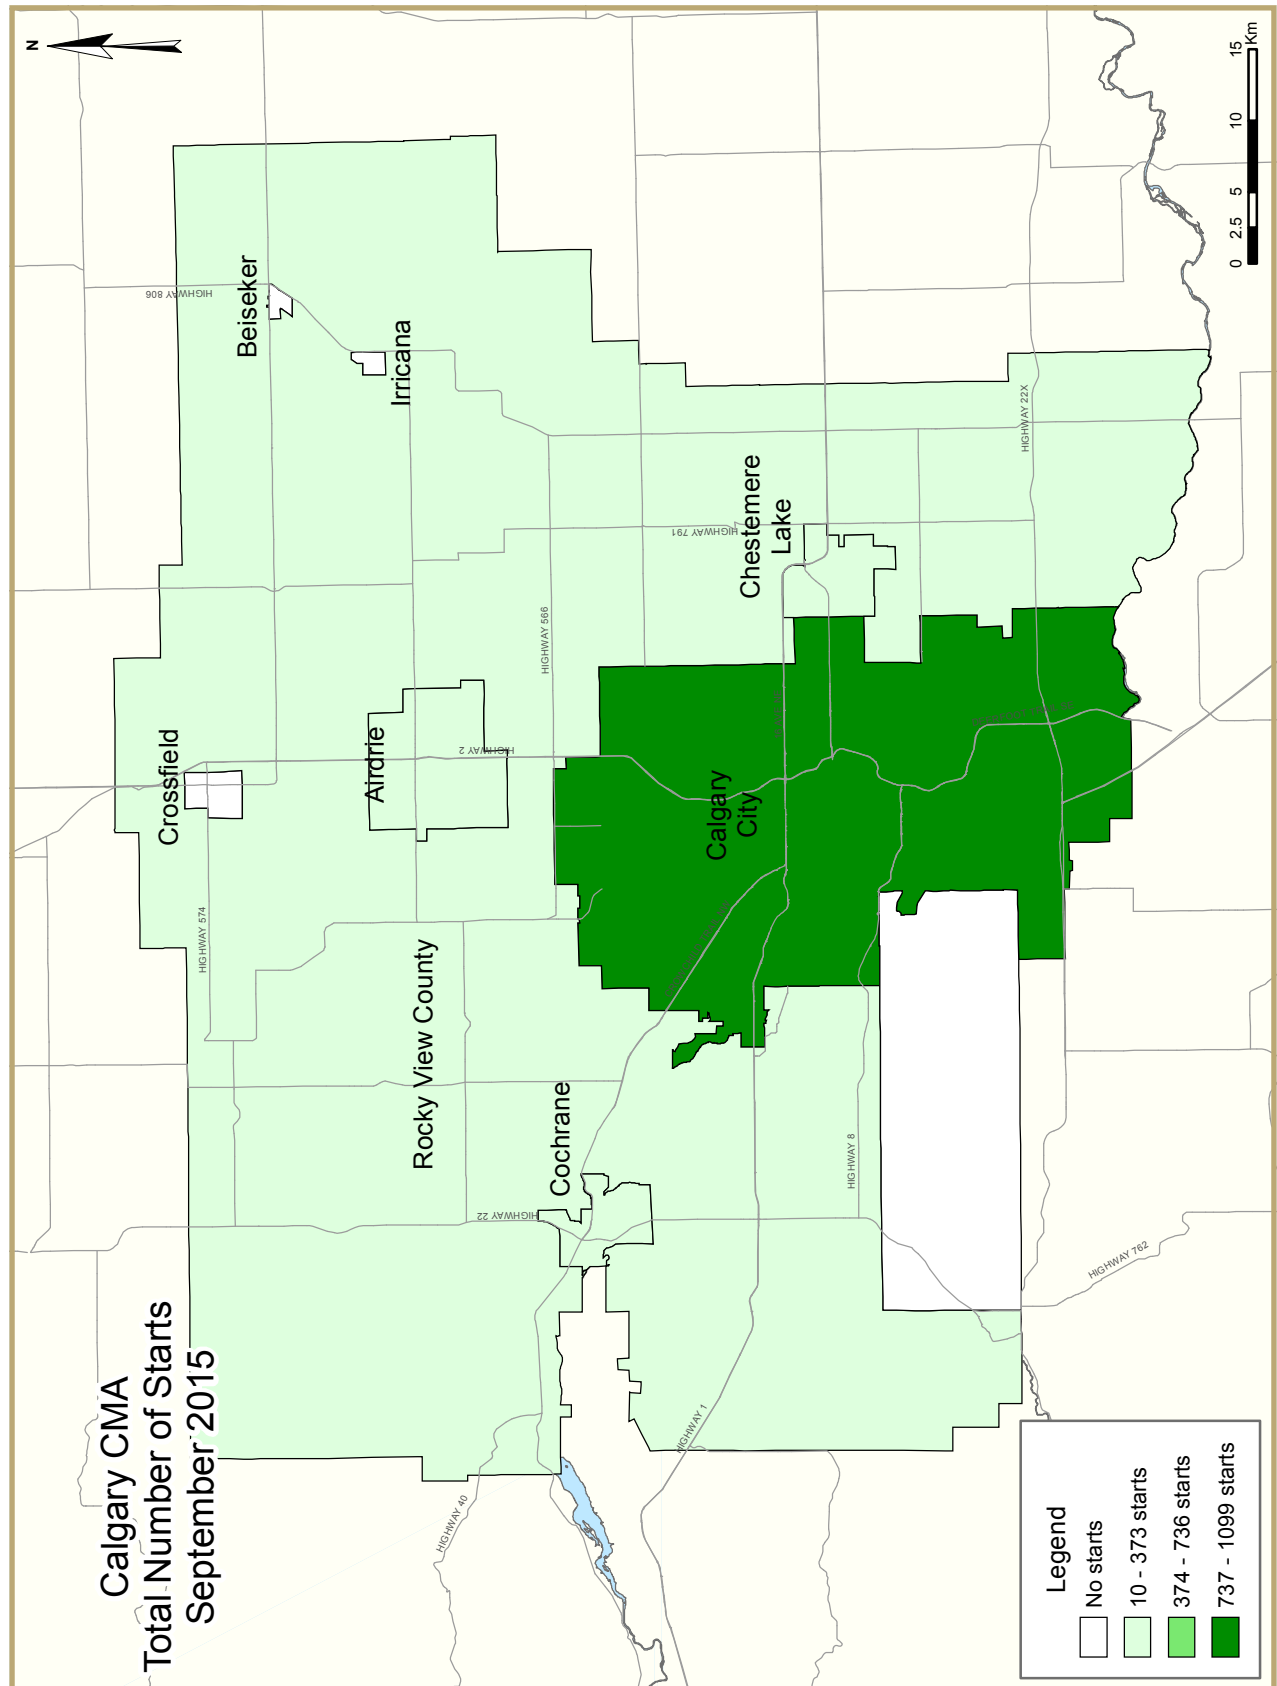 Calgary CMA
Total Number of Starts
September 2015
N
Crossfield
Beiseker
Irricana
Airdrie
Rocky View County
Cochrane
Calgary
City
Chestemere
Lake
HIGHWAY 806
HIGHWAY 574
HIGHWAY 2
HIGHWAY 566
HIGHWAY 791
HIGHWAY 22X
HIGHWAY 22
HIGHWAY 8
HIGHWAY 1
HIGHWAY 40
HIGHWAY 762
Legend
No starts
10 - 373 starts
374 - 736 starts
737 - 1099 starts
0 2.5 5 10 15
Km